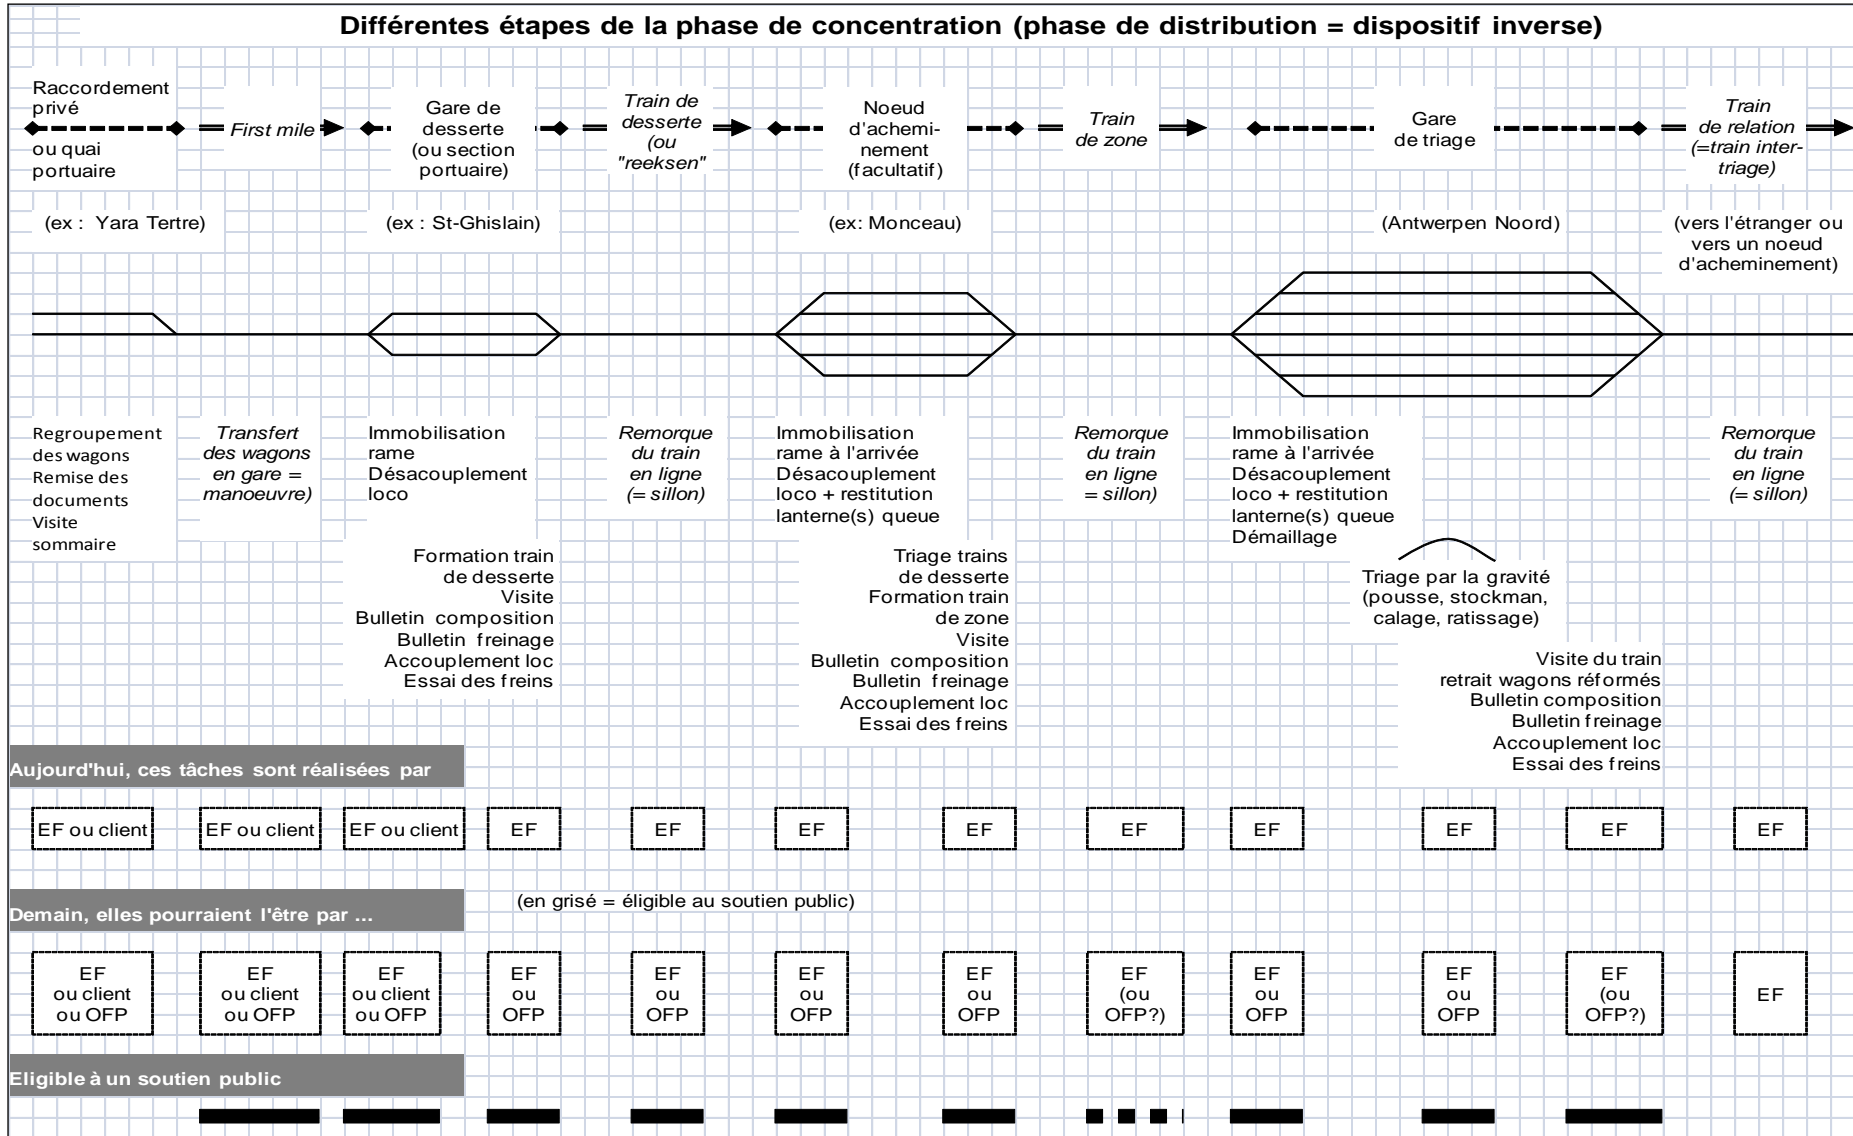 Différentes étapes de la phase de concentration (phase de distribution = dispositif inverse)
Raccordement
privé
ou quai
portuaire
First mile
Gare de
desserte
(ou section
portuaire)
Train de
desserte
(ou
"reeksen"
Noeud
d'achemi-
nement
(facultatif)
Train
de zone
Gare
de triage
Train
de relation
(=train inter-
triage)
(ex : Yara Tertre)
(ex : St-Ghislain)
(ex: Monceau)
(Antwerpen Noord)
(vers l'étranger ou
vers un noeud
d'acheminement)
Regroupement
des wagons
Remise des
documents
Visite
sommaire
Transfert
des wagons
en gare =
manoeuvre)
Immobilisation
rame
Désacouplement
loco
Formation train
de desserte
Visite
Bulletin composition
Bulletin freinage
Accouplement loc
Essai des freins
Remorque
du train
en ligne
(= sillon)
Immobilisation
rame à l'arrivée
Désacouplement
loco + restitution
lanterne(s) queue
Triage trains
de desserte
Formation train
de zone
Visite
Bulletin composition
Bulletin freinage
Accouplement loc
Essai des freins
Remorque
du train
en ligne
= sillon)
Immobilisation
rame à l'arrivée
Désacouplement
loco + restitution
lanterne(s) queue
Démaillage
Triage par la gravité
(pousse, stockman,
calage, ratissage)
Visite du train
retrait wagons réformés
Bulletin composition
Bulletin freinage
Accouplement loc
Essai des freins
Remorque
du train
en ligne
(= sillon)
Aujourd'hui, ces tâches sont réalisées par
EF ou client
EF ou client
EF ou client
EF
EF
EF
EF
EF
EF
EF
EF
EF
Demain, elles pourraient l'être par ...
(en grisé = éligible au soutien public)
EF
ou client
ou OFP
EF
ou client
ou OFP
EF
ou client
ou OFP
EF
ou
OFP
EF
ou
OFP
EF
ou
OFP
EF
ou
OFP
EF
(ou
OFP?)
EF
ou
OFP
EF
ou
OFP
EF
(ou
OFP?)
EF
Eligible à un soutien public